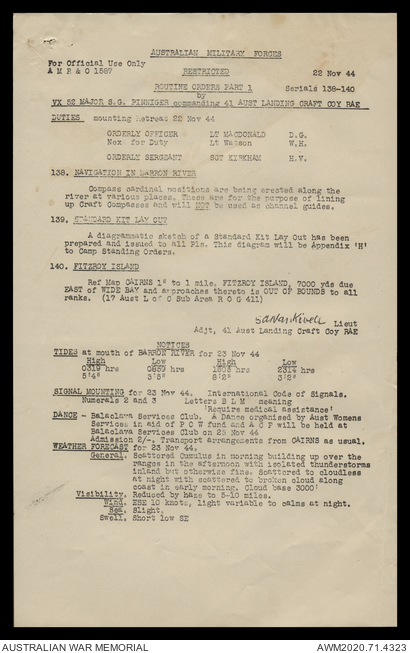 AUSTRALIAN MILITARY FORCES
For Official Use Only
A M R & O 1587
RESTRICTED 22 Nov 44
ROUTINE ORDERS PART 1 Serials 138-140
by
VX 52 MAJOR S.G. PINNIGER commanding 41 AUST LANDING CRAFT COY RAE
DUTIES mounting Retreat 22 Nov 44
ORDERLY OFFICER LT MACDONALD D.G.
Nex for Duty Lt Watson W.H.
ORDERLY SERGEANT SGT KIRKHAM H.V.
138. NAVIGATION IN BARRON RIVER
Compass cardinal positions are being erected along the
river at various places. These are for the purpose of lining
up Craft Compasses and will NOT be used as channel guides.
139. STANDARD KIT LAY OUT
A diagrammatic sketch of a Standard Kit Lay Out has been
prepared and issued to all Pls. This diagram will be Appendix 'H'
to Camp Standing Orders.
140. FITZROY ISLAND
Ref Map CAIRNS 1" to 1 mile. FITZROY ISLAND, 7000 yds due
EAST of WIDE BAY and approaches thereto is OUT OF BOUNDS to all
ranks. (17 Aust L of C Sub Area R O G 411)
Lieut
Adjt, 41 Aust Landing Craft Coy RAE
NOTICES
TIDES at mouth of BARRON RIVER for 23 Nov 44
High Low High Low
0319 hrs 0859 hrs 1503 hrs 2314 hrs
5'4" 3'5" 8'2" 3'2"
SIGNAL MOUNTING for 23 Nov 44. International Code of Signals.
Numerals 2 and 3 Letters B L M meaning
'Require medical assistance'
DANCE - Balaclava Services Club. A Dance organised by Aust Womens
Services in aid of P O W fund and A C F will be held at
Balaclava Services Club on 23 Nov 44
Admission 2/-. Transport arrangements from CAIRNS as usual.
WEATHER FORECAST for 23 Nov 44.
General. Scattered Cumulus in morning building up over the
ranges in the afternoon with isolated thunderstorms
inland but otherwise fine. Scattered to cloudless
at night with scattered to broken cloud along
coast in early morning. Cloud base 3000'
Visibility. Reduced by haze to 5-10 miles.
Wind. ESE 10 knots, light variable to calms at night.
Sea. Slight.
Swell. Short low SE
AUSTRALIAN WAR MEMORIAL AWM2020.71.4323